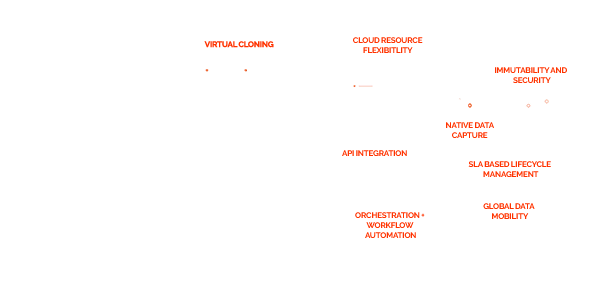 VIRTUAL CLONING
CLOUD RESOURCE
FLEXIBITLITY
IMMUTABILITY AND
SECURITY
NATIVE DATA
CAPTURE
API INTEGRATION
SLA BASED LIFECYCLE
MANAGEMENT
GLOBAL DATA
MOBILITY
ORCHESTRATION +
WORKFLOW
AUTOMATION